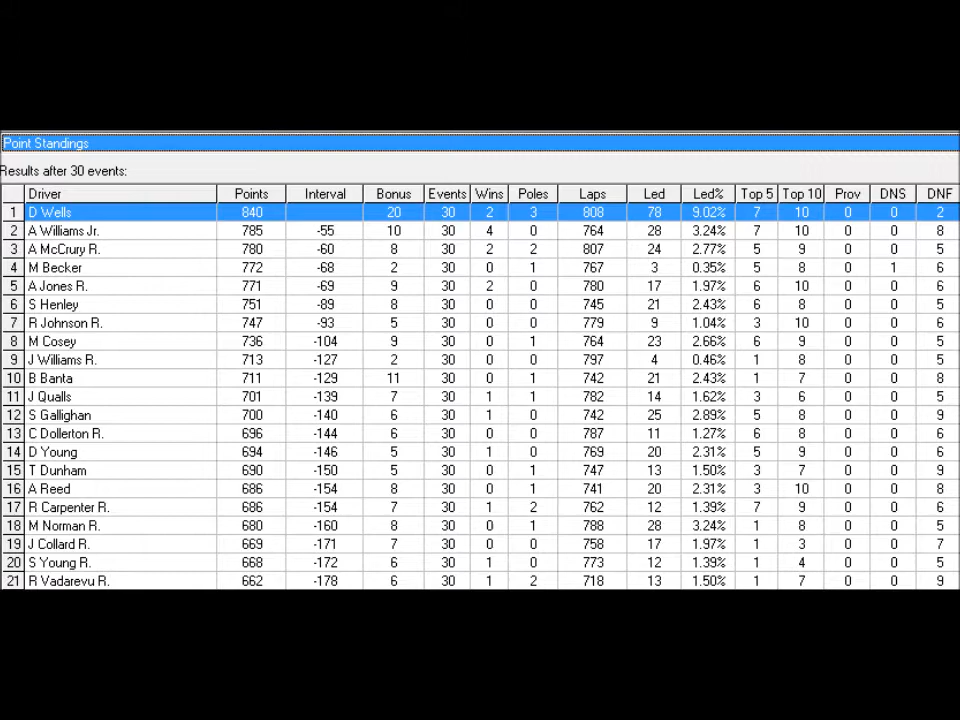 Point Standings
Results after 30 events:
Driver Points Interval Bonus Events Wins Poles Laps Led Led% Top 5 Top 10 Prov DNS DNF
1 D Wells 840 20 30 2 3 808 78 9.02% 7 10 0 0 2
2 A Williams Jr. 785 -55 10 30 4 0 764 28 3.24% 7 10 0 0 8
3 A McCrury R. 780 -60 8 30 2 2 807 24 2.77% 5 9 0 0 5
4 M Becker 772 -68 2 30 0 1 767 3 0.35% 5 8 0 1 6
5 A Jones R. 771 -69 9 30 2 0 780 17 1.97% 6 10 0 0 6
6 S Henley 751 -89 8 30 0 0 745 21 2.43% 6 8 0 0 5
7 R Johnson R. 747 -93 5 30 0 0 779 9 1.04% 3 10 0 0 6
8 M Cosey 736 -104 9 30 0 1 764 23 2.66% 6 9 0 0 5
9 J Williams R. 713 -127 2 30 0 0 797 4 0.46% 1 8 0 0 5
10 B Banta 711 -129 11 30 0 1 742 21 2.43% 1 7 0 0 8
11 J Qualls 701 -139 7 30 1 1 782 14 1.62% 3 6 0 0 5
12 S Gallighan 700 -140 6 30 1 0 742 25 2.89% 5 8 0 0 9
13 C Dollerton R. 696 -144 6 30 0 0 787 11 1.27% 6 8 0 0 4
14 D Young 694 -146 5 30 1 0 769 20 2.31% 5 9 0 0 6
15 T Dunham 690 -150 5 30 0 1 747 13 1.50% 3 7 0 0 9
16 A Reed 686 -154 8 30 0 1 741 20 2.31% 3 10 0 0 8
17 R Carpenter R. 686 -154 7 30 1 2 762 12 1.39% 7 9 0 0 6
18 M Norman R. 680 -160 8 30 0 1 788 28 3.24% 1 8 0 0 5
19 J Collard R. 669 -171 7 30 0 0 758 17 1.97% 1 3 0 0 7
20 S Young R. 668 -172 6 30 1 0 773 12 1.39% 1 4 0 0 5
21 R Vadarevu R. 662 -178 6 30 1 2 718 13 1.50% 1 7 0 0 9